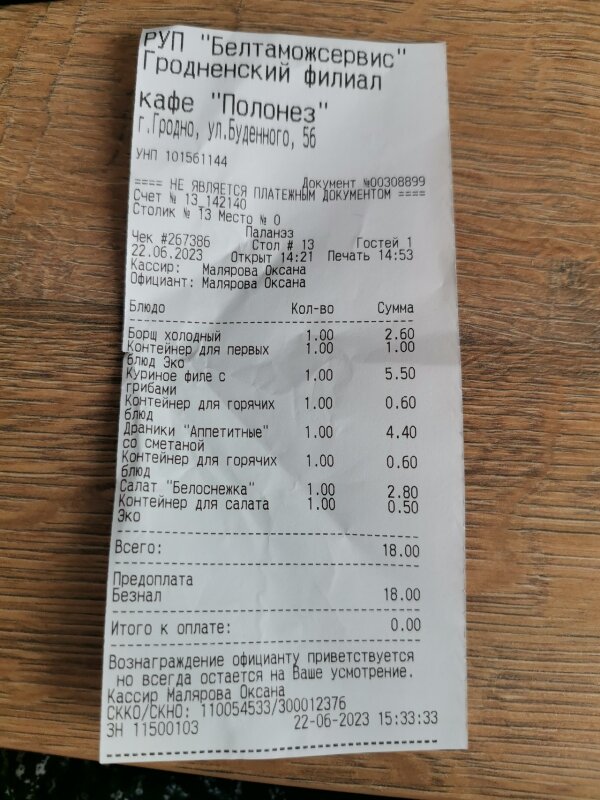 РУП "Белтаможсервис"
Гродненский филиал
кафе "Полонез"
г.Гродно, ул.Буденного, 56
УНП 101561144
Документ №00308899
==== НЕ ЯВЛЯЕТСЯ ПЛАТЕЖНЫМ ДОКУМЕНТОМ ====
Счет № 13_142140
Столик № 13 Место № 0
Паланэз
Чек #267386 Стол # 13 Гостей 1
22.06.2023 Открыт 14:21 Печать 14:53
Кассир: Малярова Оксана
Официант: Малярова Оксана
Блюдо Кол-во Сумма
Борщ холодный 1.00 2.60
Контейнер для первых 1.00 1.00
блюд Эко
Куриное филе с 1.00 5.50
грибами
Контейнер для горячих 1.00 0.60
блюд
Драники "Аппетитные" 1.00 4.40
со сметаной
Контейнер для горячих 1.00 0.60
блюд
Салат "Белоснежка" 1.00 2.80
Контейнер для салата 1.00 0.50
Эко
Всего: 18.00
Предоплата
Безнал 18.00
Итого к оплате: 0.00
Вознаграждение официанту приветствуется
но всегда остается на Ваше усмотрение.
Кассир Малярова Оксана
СККО/СКНО: 110054533/300012376
ЗН 11500103 22-06-2023 15:33:33